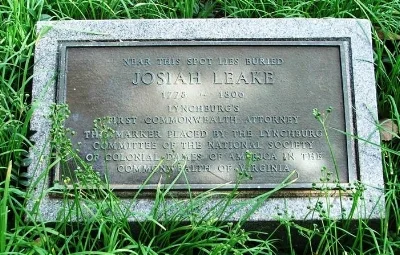 NEAR THIS SPOT LIES BURIED
JOSIAH LEAKE
1775 - 1806
LYNCHBURG'S
FIRST COMMONWEALTH ATTORNEY
THIS MARKER PLACED BY THE LYNCHBURG
COMMITTEE OF THE NATIONAL SOCIETY
OF COLONIAL DAMES OF AMERICA IN THE
COMMONWEALTH OF VIRGINIA